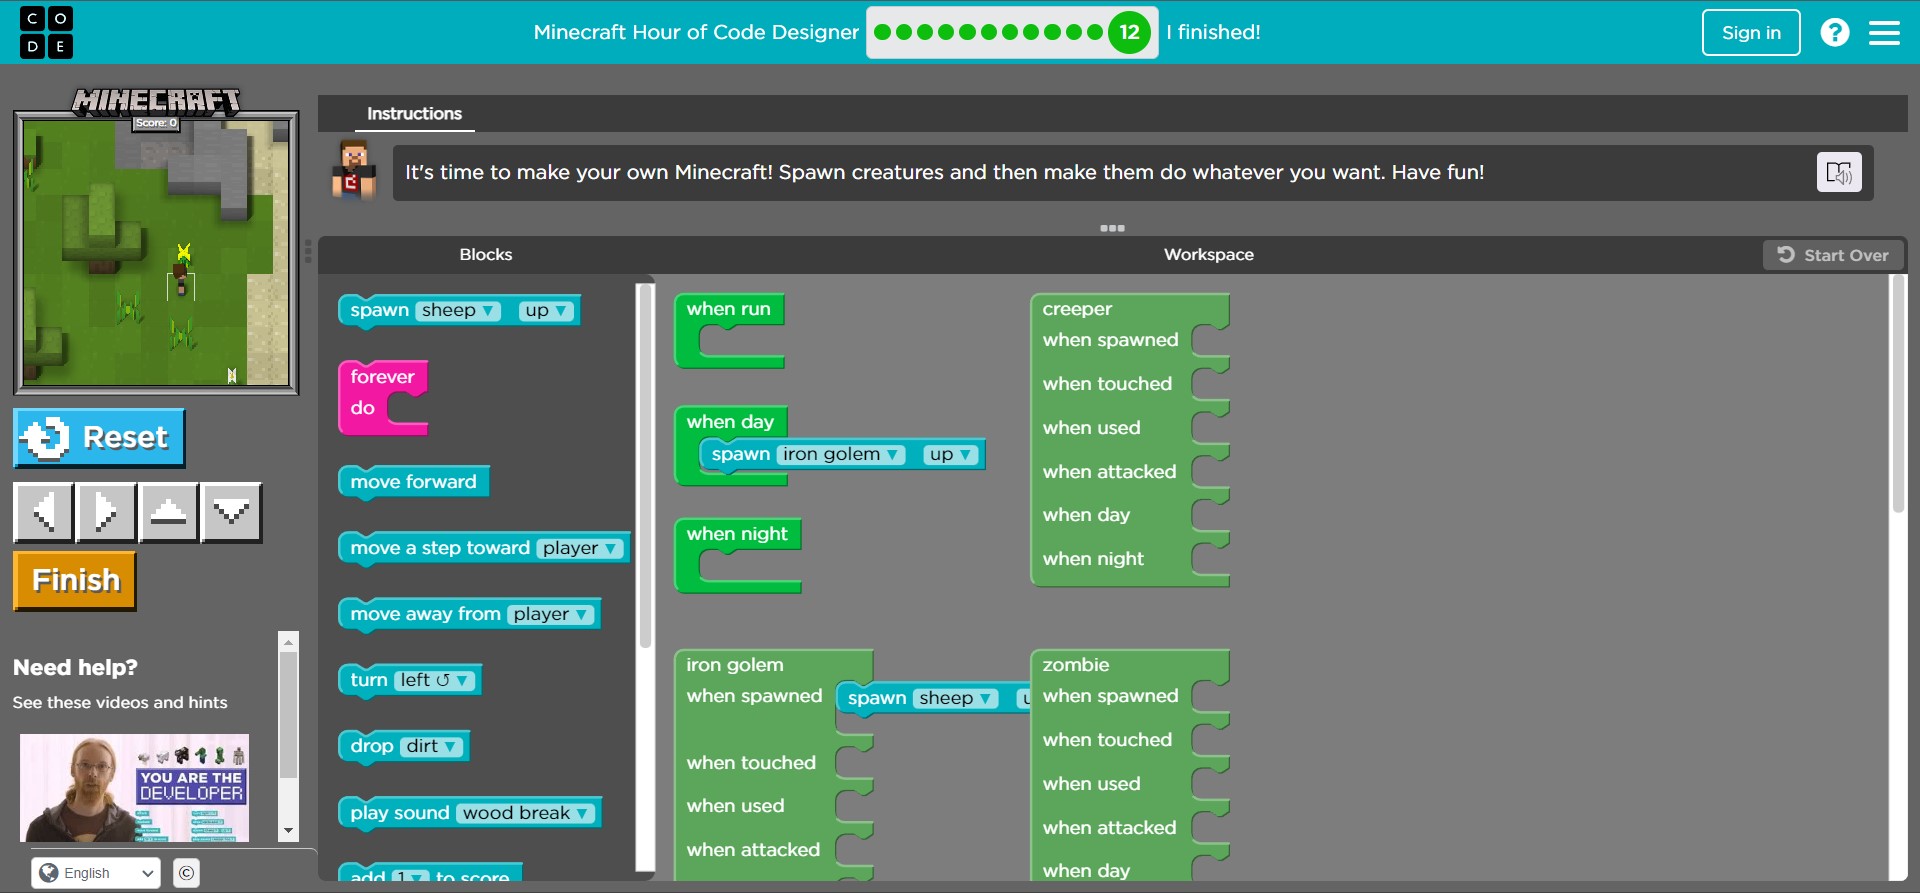 CODE
Minecraft Hour of Code Designer
12
I finished!
Sign in
?
MINECRAFT
Score: 0
Instructions
It's time to make your own Minecraft! Spawn creatures and then make them do whatever you want. Have fun!
Blocks
Workspace
Start Over
Reset
Finish
Need help?
See these videos and hints
YOU ARE THE
DEVELOPER
English
©
spawn sheep ▼ up ▼
forever
do
move forward
move a step toward player ▼
move away from player ▼
turn left ↺ ▼
drop dirt ▼
play sound wood break ▼
add 1 ▼ to score
when run
when day
spawn iron golem ▼ up ▼
when night
creeper
when spawned
when touched
when used
when attacked
when day
when night
iron golem
when spawned
spawn sheep ▼
when touched
when used
when attacked
zombie
when spawned
when touched
when used
when attacked
when day